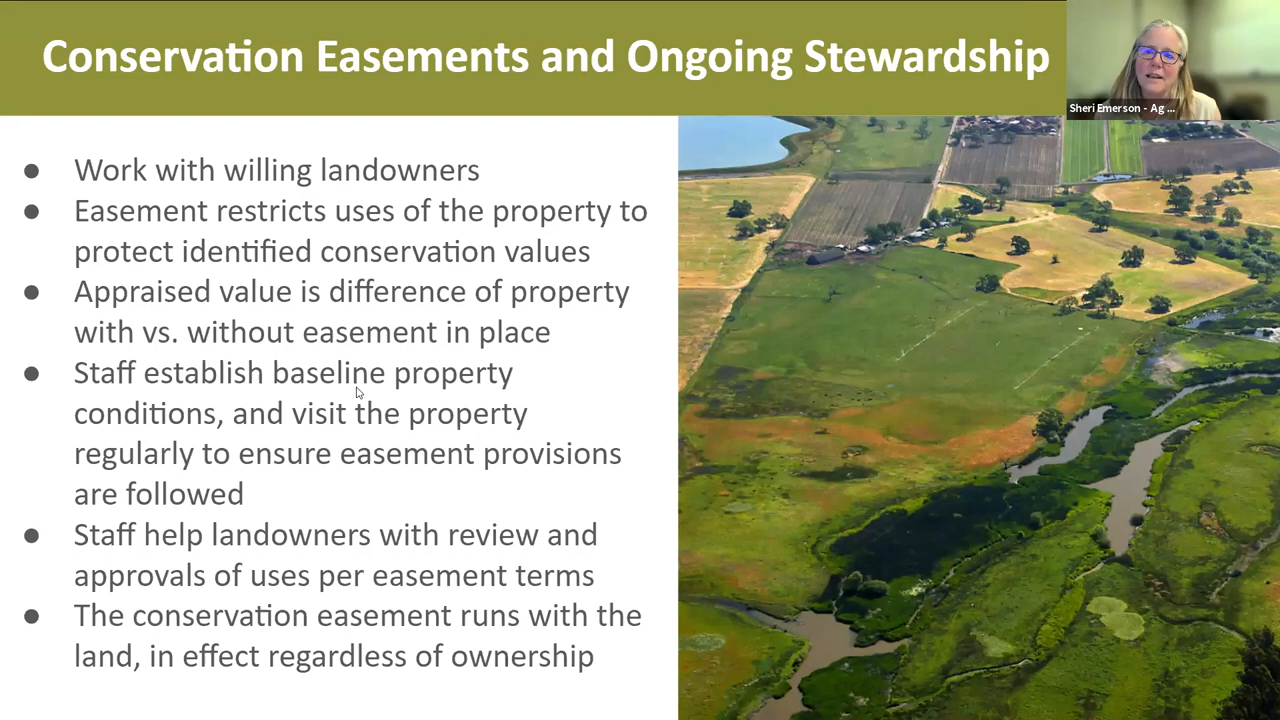 Conservation Easements and Ongoing Stewardship
Sheri Emerson - Ag ...
● Work with willing landowners
● Easement restricts uses of the property to
protect identified conservation values
● Appraised value is difference of property
with vs. without easement in place
● Staff establish baseline property
conditions, and visit the property
regularly to ensure easement provisions
are followed
● Staff help landowners with review and
approvals of uses per easement terms
● The conservation easement runs with the
land, in effect regardless of ownership